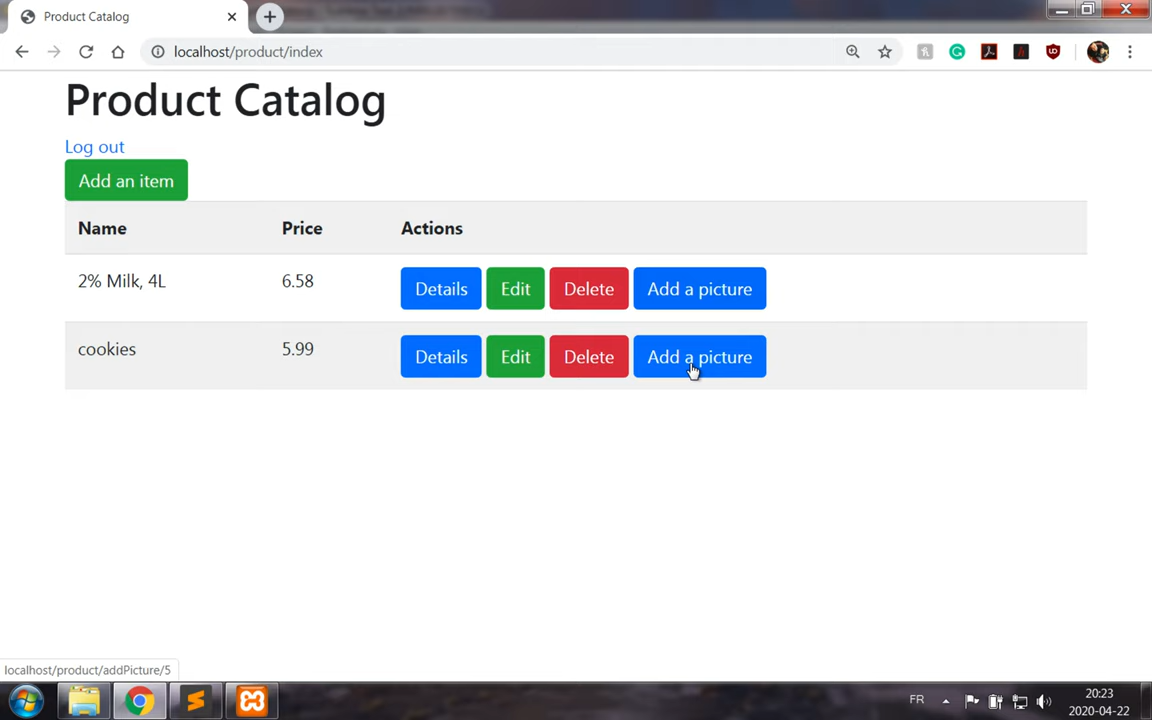 Product Catalog
localhost/product/index
Product Catalog
Log out
Add an item
Name Price Actions
2% Milk, 4L 6.58 Details Edit Delete Add a picture
cookies 5.99 Details Edit Delete Add a picture
localhost/product/addPicture/5
FR
20:23
2020-04-22